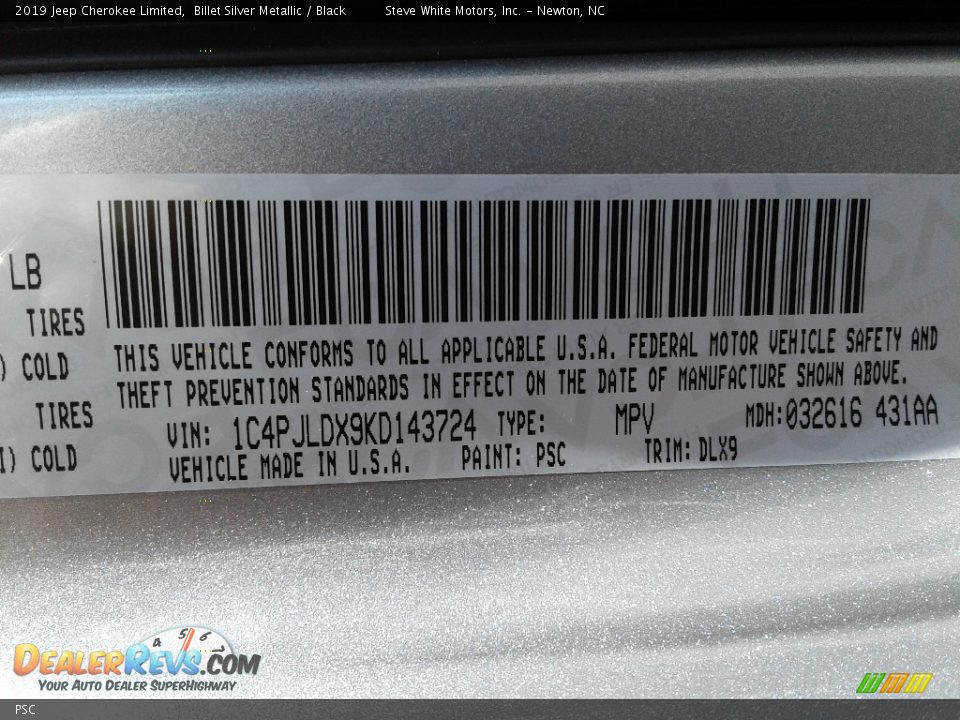 2019 Jeep Cherokee Limited, Billet Silver Metallic / Black Steve White Motors, Inc. - Newton, NC
LB
TIRES
) COLD
TIRES
I) COLD
THIS VEHICLE CONFORMS TO ALL APPLICABLE U.S.A. FEDERAL MOTOR VEHICLE SAFETY AND
THEFT PREVENTION STANDARDS IN EFFECT ON THE DATE OF MANUFACTURE SHOWN ABOVE.
VIN: 1C4PJLDX9KD143724 TYPE: MPV MDH:032616 431AA
VEHICLE MADE IN U.S.A. PAINT: PSC TRIM: DLX9
4 5 6
DEALERREVS.COM
YOUR AUTO DEALER SUPERHIGHWAY
PSC